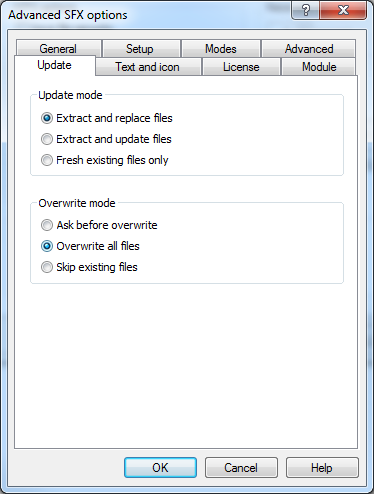 Advanced SFX options
General Setup Modes Advanced
Update Text and icon License Module
Update mode
Extract and replace files
Extract and update files
Fresh existing files only
Overwrite mode
Ask before overwrite
Overwrite all files
Skip existing files
OK Cancel Help